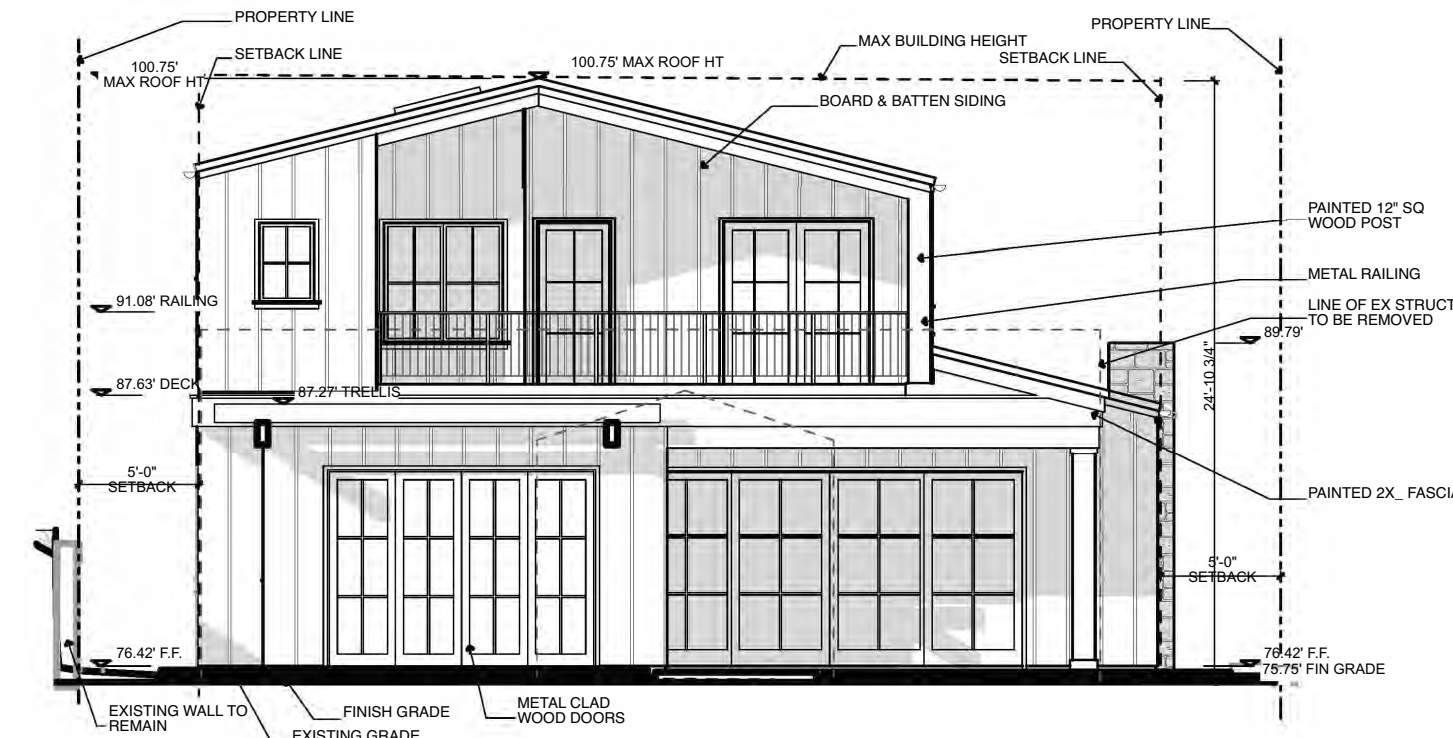 PROPERTY LINE
PROPERTY LINE
SETBACK LINE
MAX BUILDING HEIGHT
100.75'
MAX ROOF HT
100.75' MAX ROOF HT
SETBACK LINE
BOARD & BATTEN SIDING
PAINTED 12" SQ
WOOD POST
METAL RAILING
91.08' RAILING
LINE OF EX STRUCT
TO BE REMOVED
89.79'
24'-10 3/4"
87.63' DECK
87.27' TRELLIS
5'-0"
SETBACK
PAINTED 2X_ FASCIA
5'-0"
SETBACK
76.42' F.F.
76.42' F.F.
75.75' FIN GRADE
EXISTING WALL TO
REMAIN
FINISH GRADE
METAL CLAD
WOOD DOORS
EXISTING GRADE